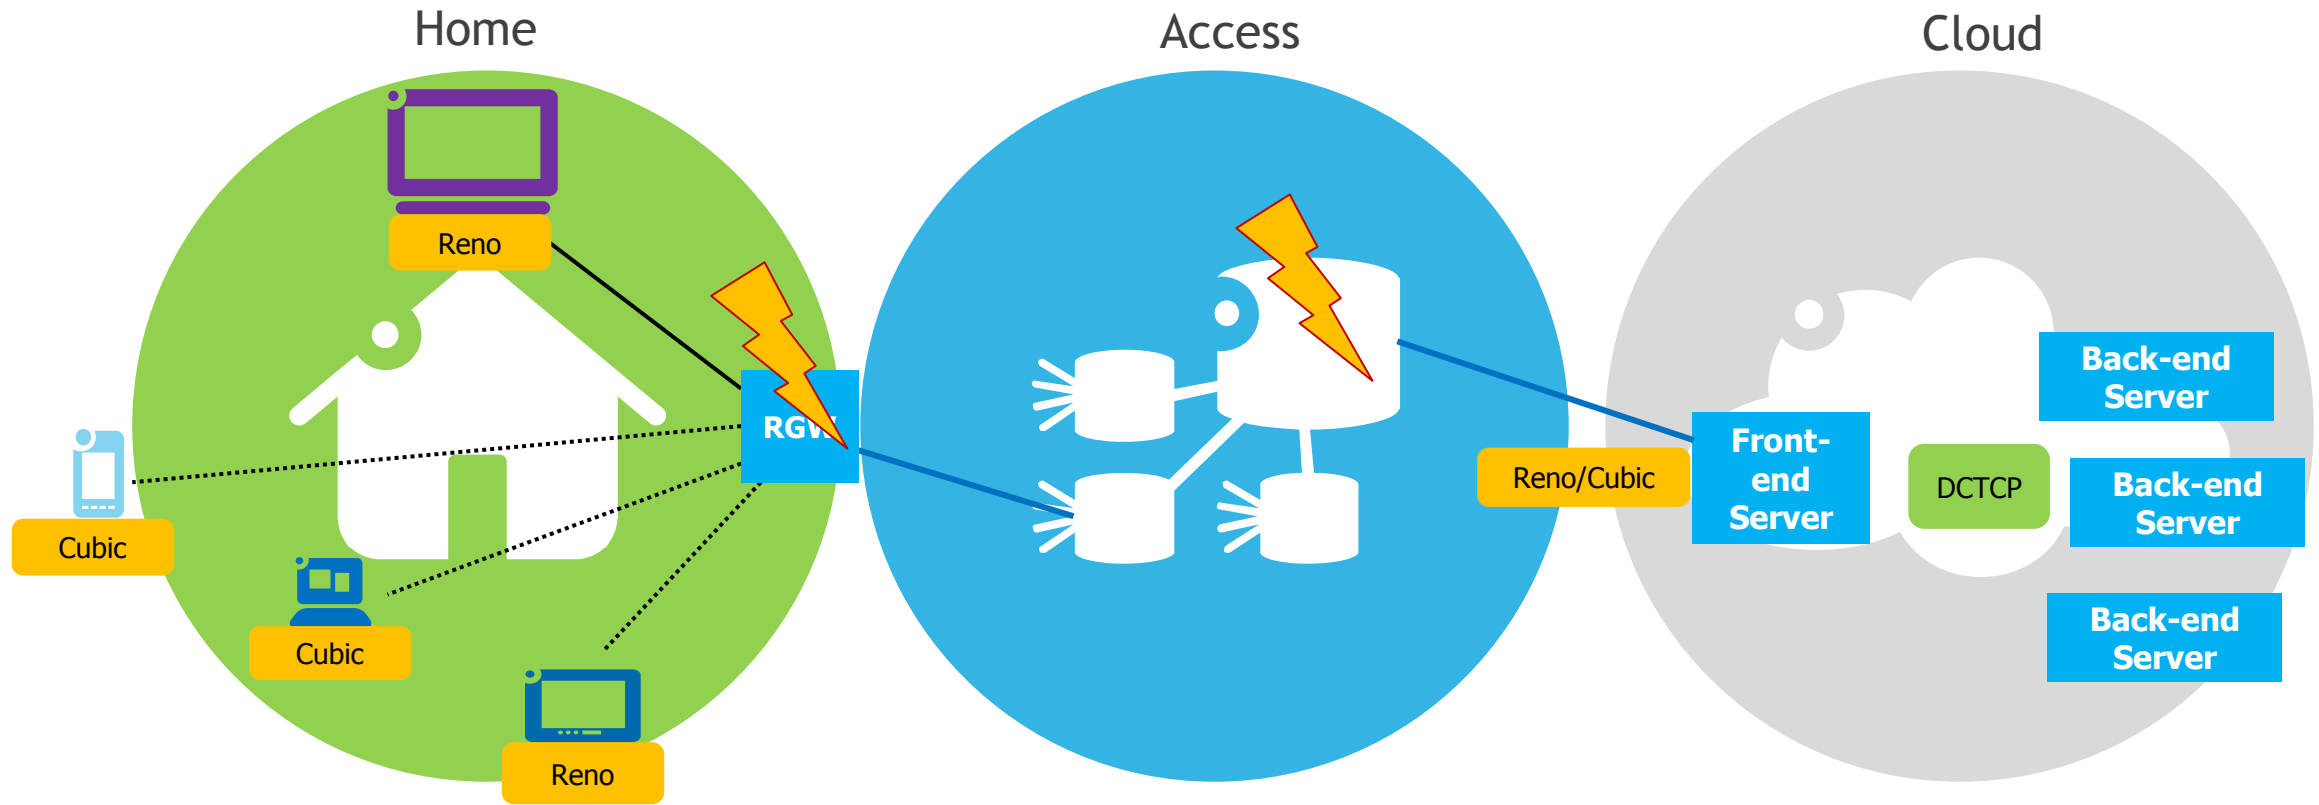 Home
Access
Cloud
Reno
RGW
Cubic
Cubic
Reno
Reno/Cubic
Front-
end
Server
DCTCP
Back-end
Server
Back-end
Server
Back-end
Server